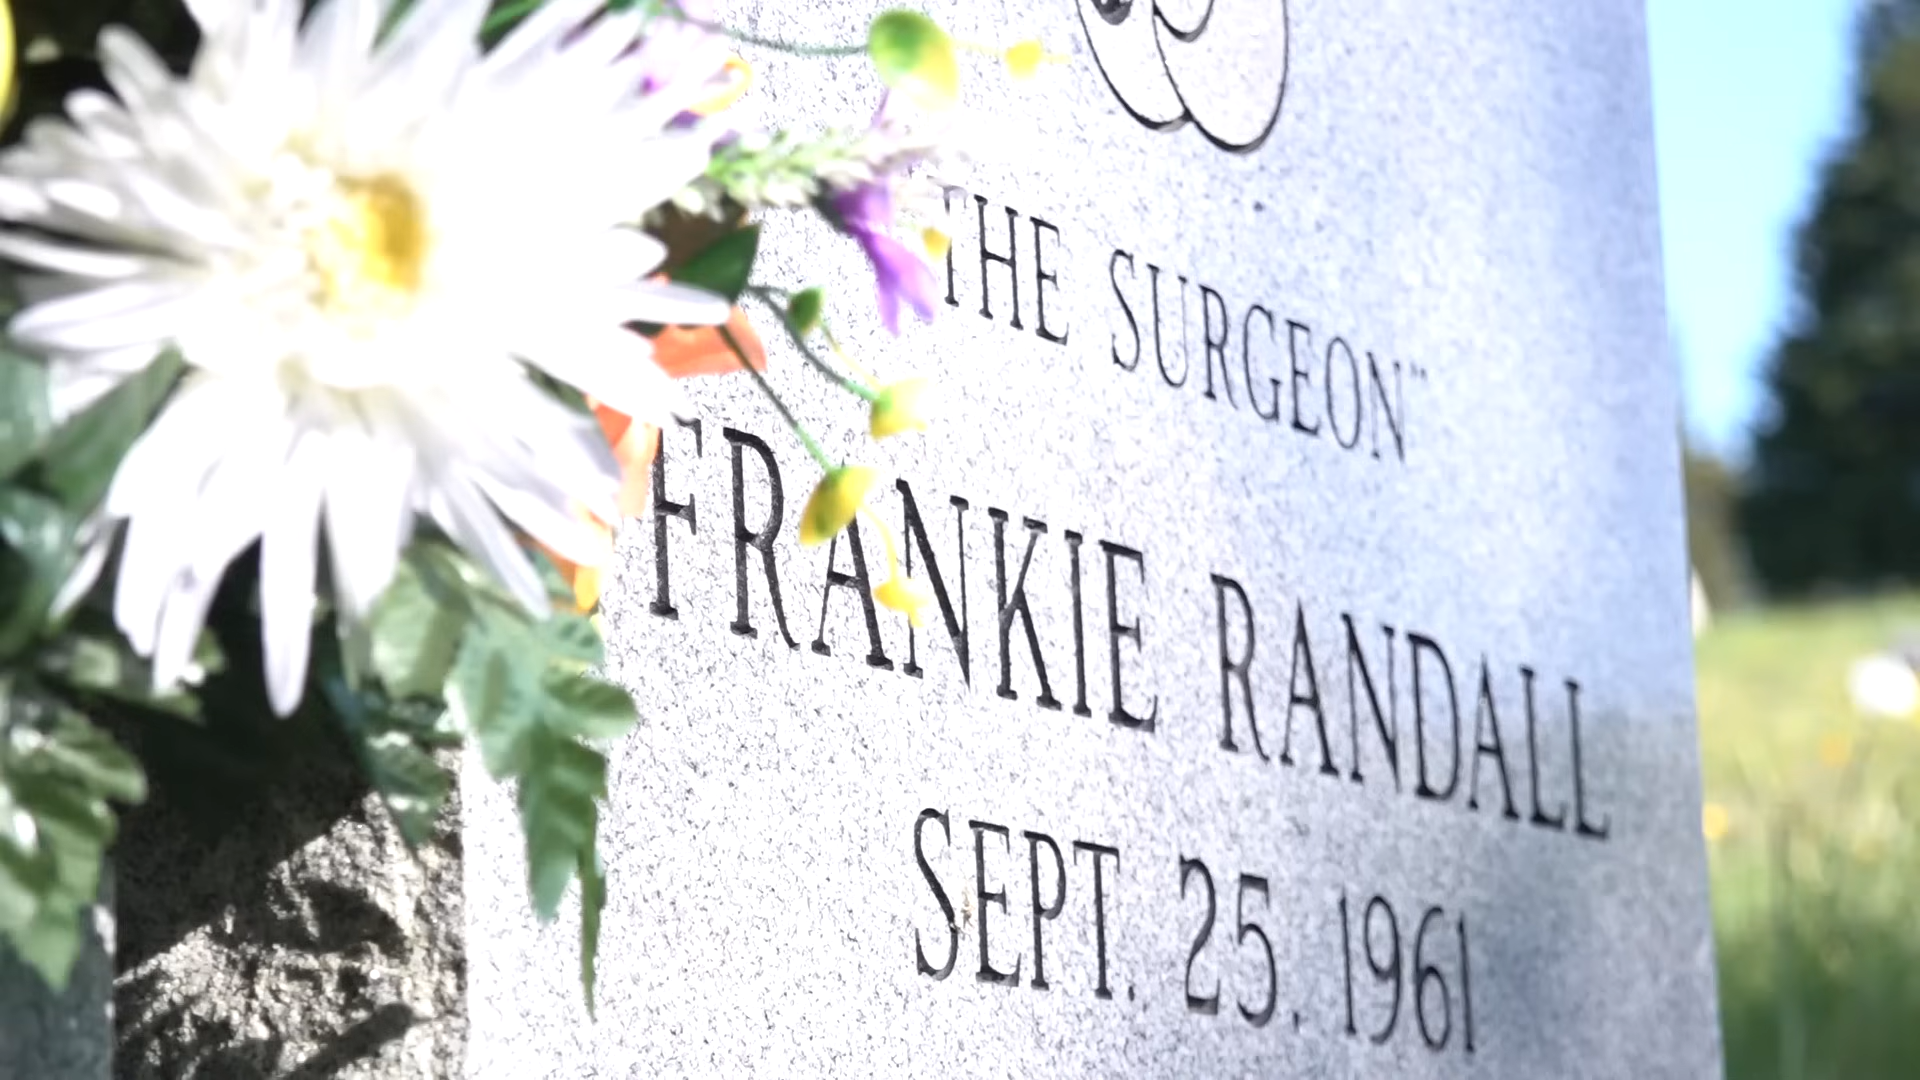 THE SURGEON"
FRANKIE RANDALL
SEPT. 25. 1961